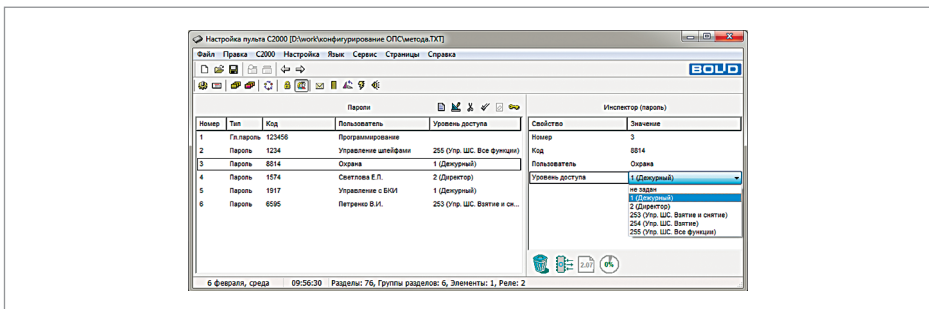 Настройка пульта C2000 [D:\work\конфигурирование ОПС\метода.TXT]
Файл Правка C2000 Настройка Язык Сервис Страницы Справка
BOLID
Пароли
Инспектор (пароль)
Номер Тип Код Пользователь Уровень доступа
1 Гл.пароль 123456 Программирование
2 Пароль 1234 Управление шлейфами 255 (Упр. ШС. Все функции)
3 Пароль 8814 Охрана 1 (Дежурный)
4 Пароль 1574 Светлова Е.Л. 2 (Директор)
5 Пароль 1917 Управление с БКИ 1 (Дежурный)
6 Пароль 6595 Петренко В.И. 253 (Упр. ШС. Взятие и сн...
Свойство Значение
Номер 3
Код 8814
Пользователь Охрана
Уровень доступа 1 (Дежурный)
не задан
1 (Дежурный)
2 (Директор)
253 (Упр. ШС. Взятие и снятие)
254 (Упр. ШС. Взятие)
255 (Упр. ШС. Все функции)
2.07 0%
6 февраля, среда 09:56:30 Разделы: 76, Группы разделов: 6, Элементы: 1, Реле: 2